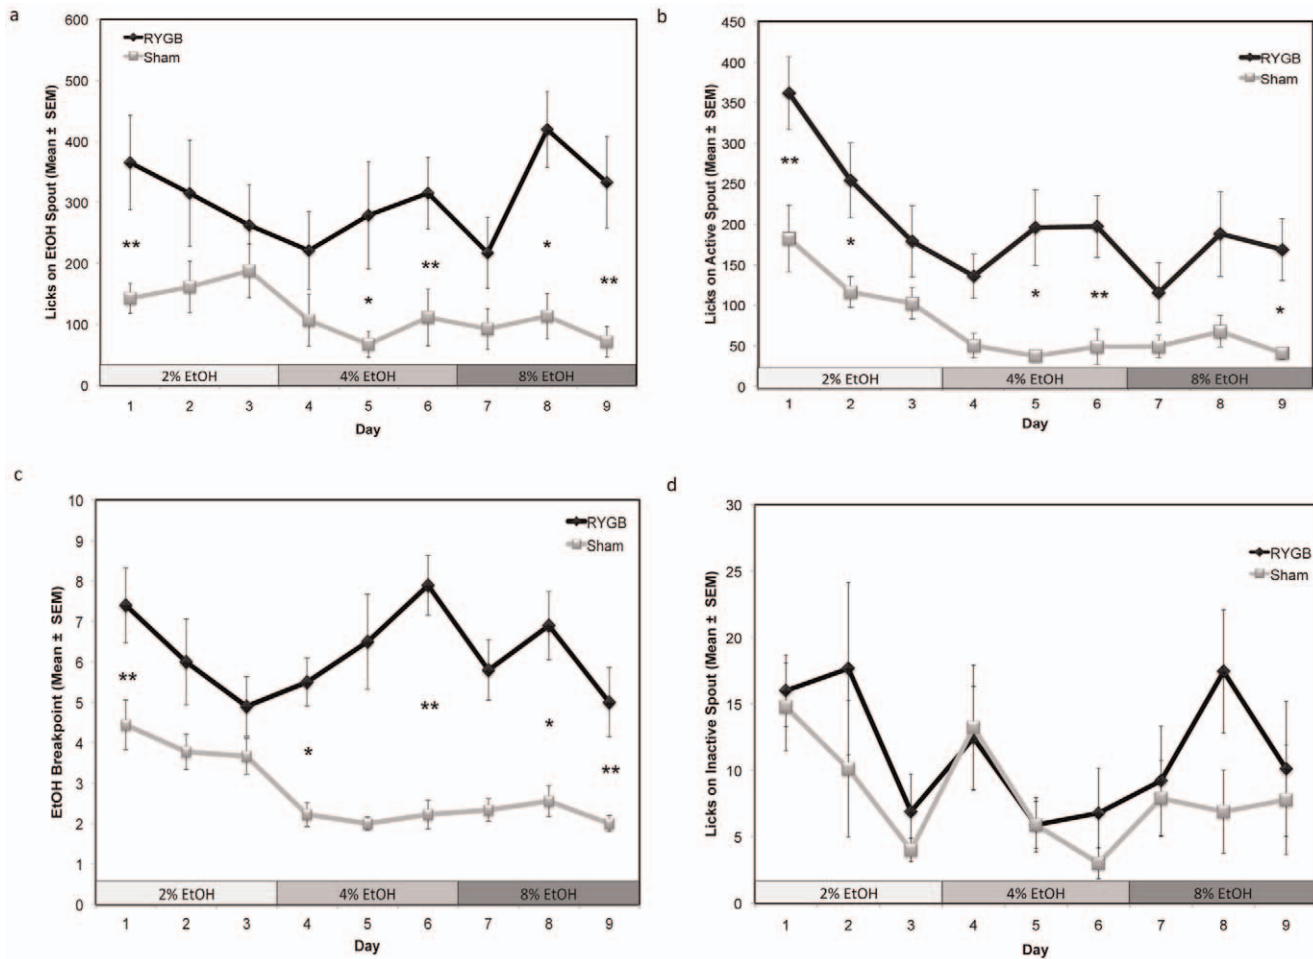 a
600
500
400
300
200
100
0
Licks on EtOH Spout (Mean ± SEM)
RYGB
Sham
**
*
**
*
**
2% EtOH 4% EtOH 8% EtOH
1 2 3 4 5 6 7 8 9
Day
b
450
400
350
300
250
200
150
100
50
0
Licks on Active Spout (Mean ± SEM)
RYGB
Sham
**
*
*
**
*
2% EtOH 4% EtOH 8% EtOH
1 2 3 4 5 6 7 8 9
Day
c
10
9
8
7
6
5
4
3
2
1
0
EtOH Breakpoint (Mean ± SEM)
RYGB
Sham
**
*
**
*
**
2% EtOH 4% EtOH 8% EtOH
1 2 3 4 5 6 7 8 9
Day
d
30
25
20
15
10
5
0
Licks on Inactive Spout (Mean ± SEM)
RYGB
Sham
2% EtOH 4% EtOH 8% EtOH
1 2 3 4 5 6 7 8 9
Day